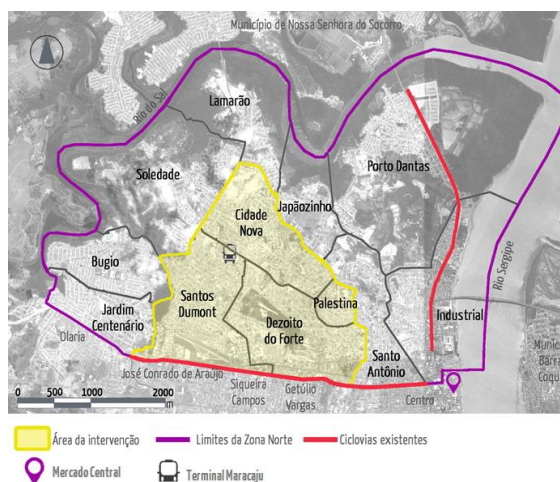 Município de Nossa Senhora do Socorro
Rio do Sal
Lamarão
Soledade
Porto Dantas
Japãozinho
Cidade
Nova
Bugio
Rio Sergipe
Santos
Dumont
Palestina
Jardim
Centenário
Dezoito
do Forte
Industrial
Olaria
José Conrado de Araújo
Siqueira
Campos
Getúlio
Vargas
Santo
Antônio
Centro
Muni
Barra
Coqu
0 500 1000 2000
Área da intervenção
Limites da Zona Norte
Ciclovias existentes
Mercado Central
Terminal Maracaju